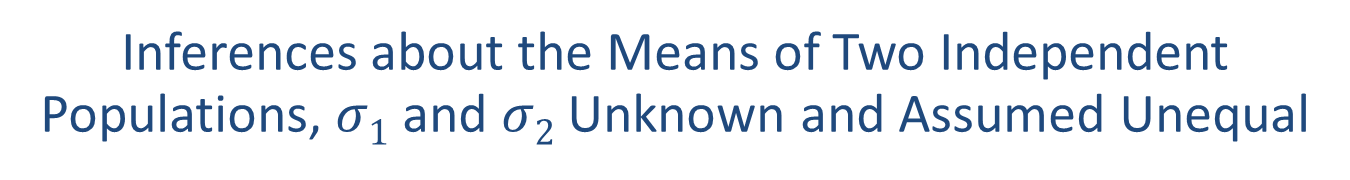 Inferences about the Means of Two Independent
Populations, 𝜎₁ and 𝜎₂ Unknown and Assumed Unequal